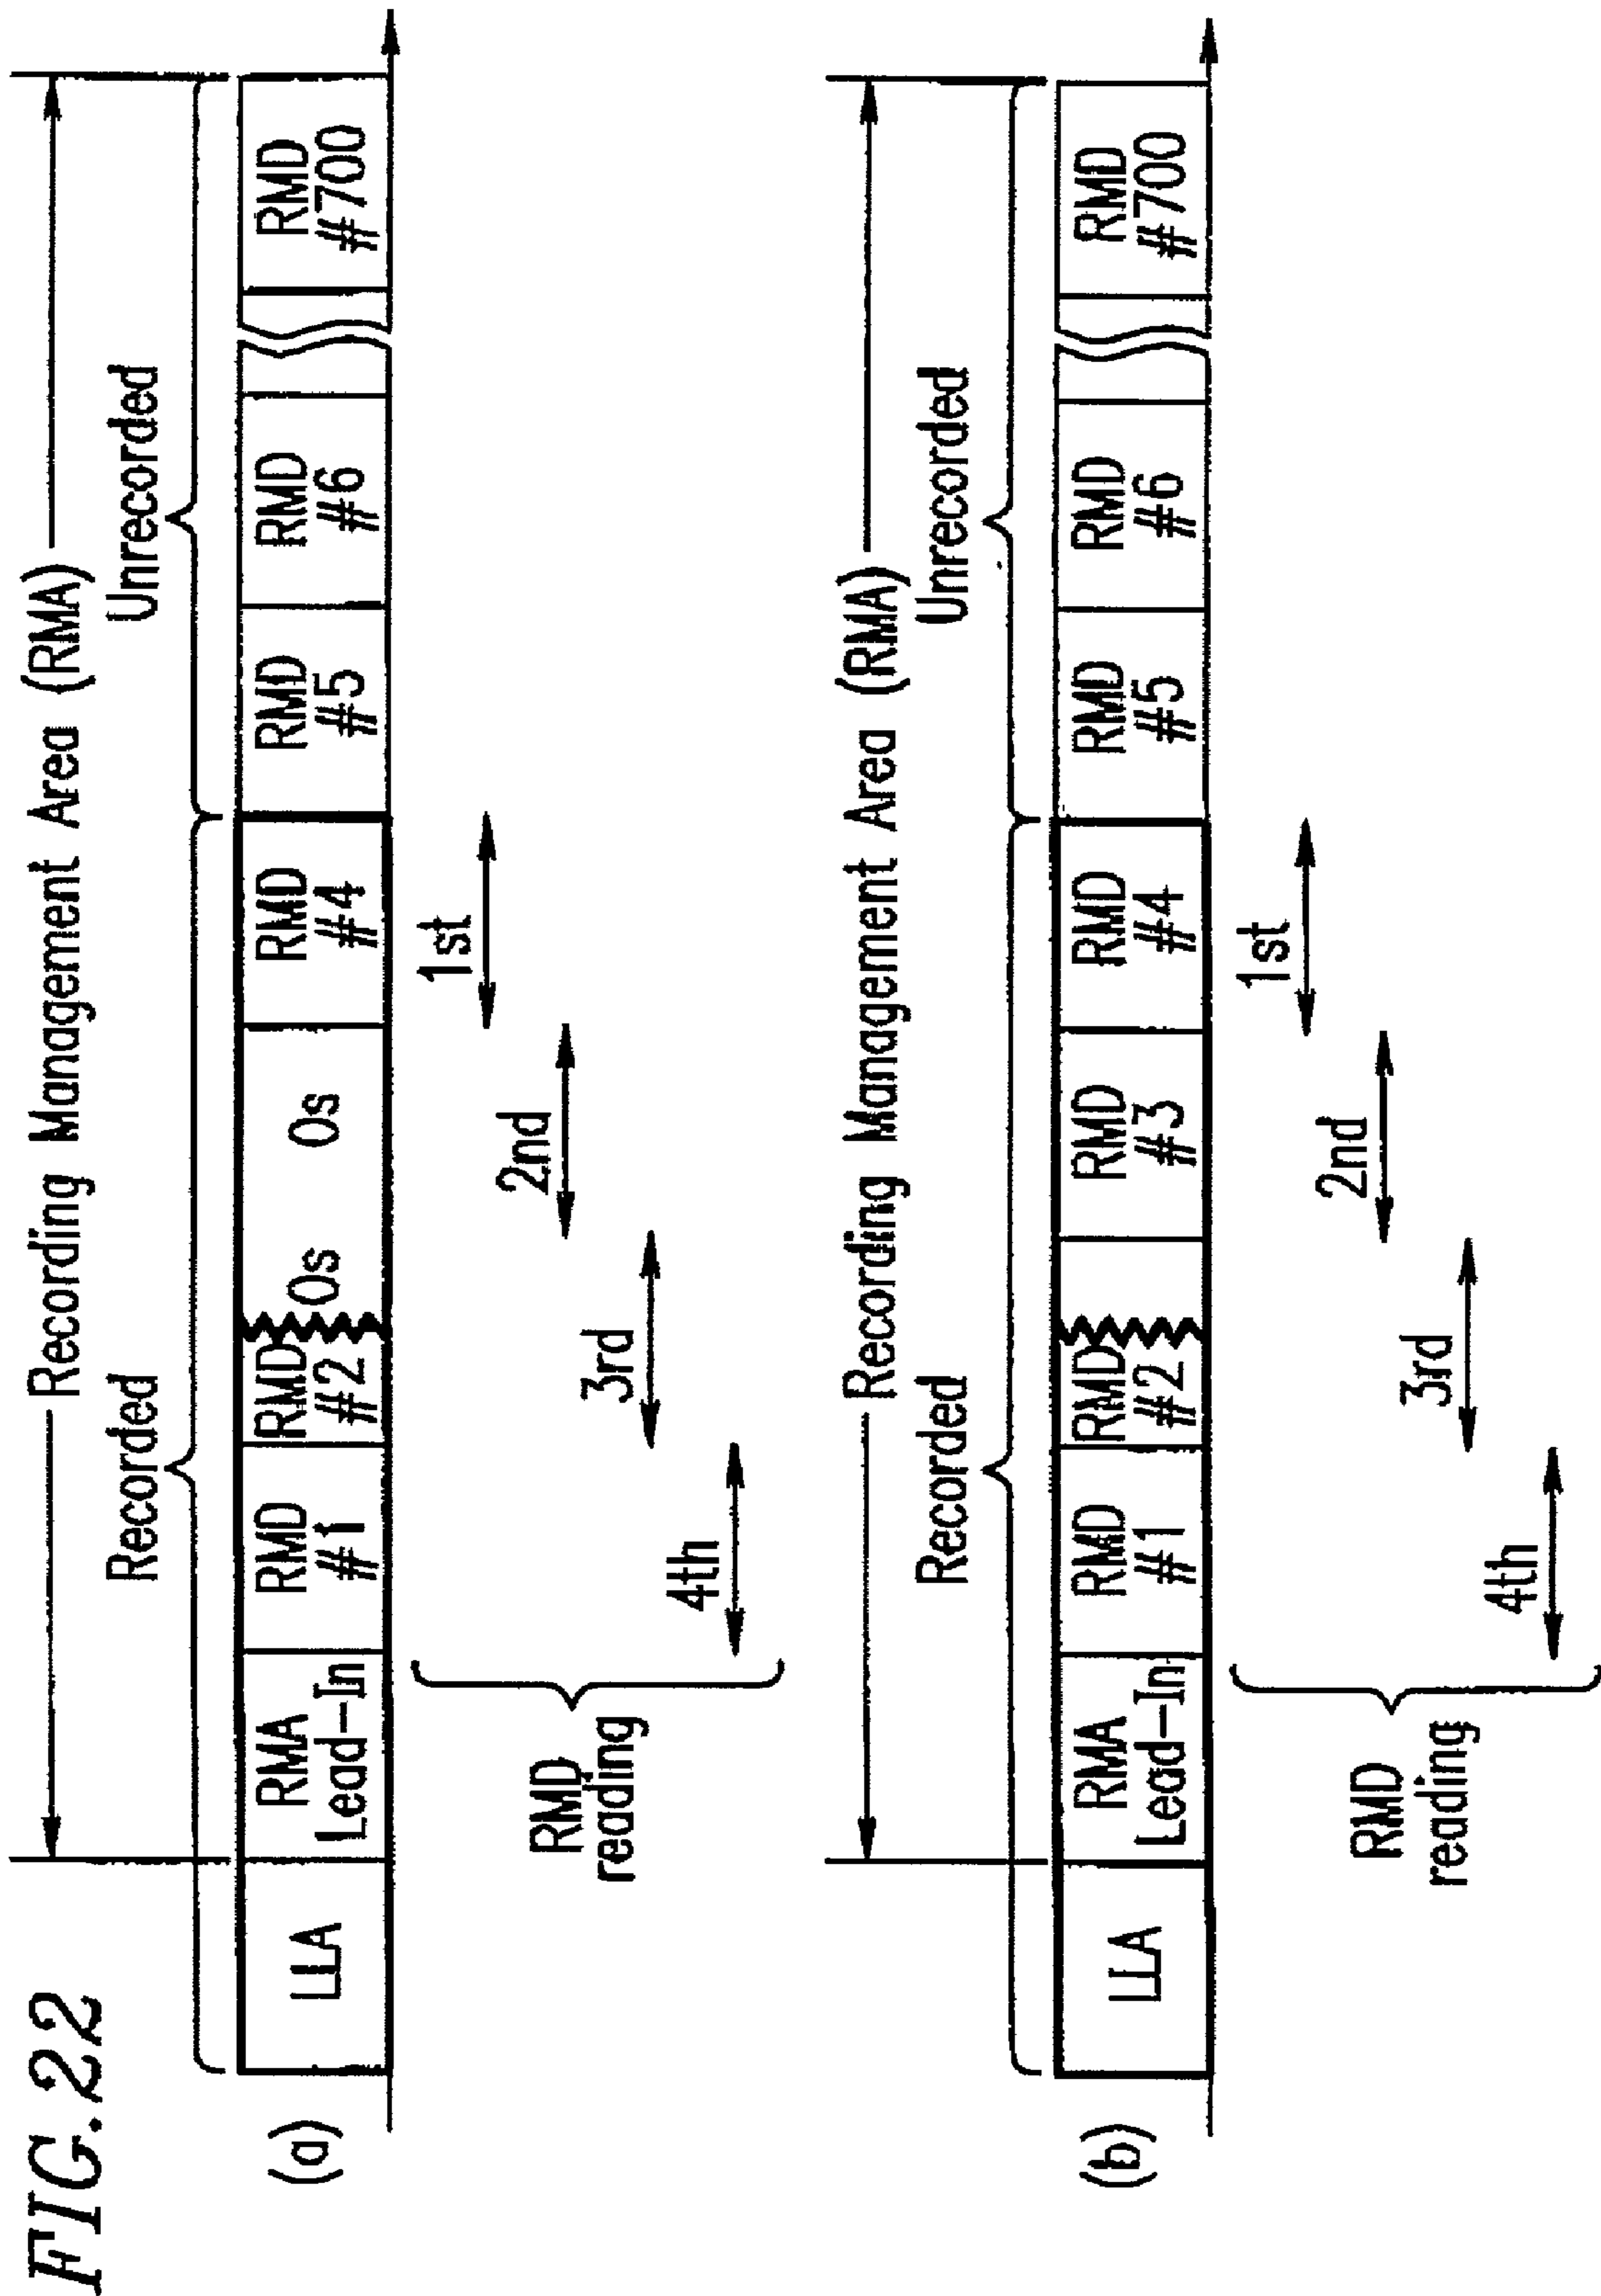 FIG.22
Recording Management Area (RMA)
Recorded
Unrecorded
(a)
LLA
RMA
Lead-In
RMD
#1
RMD
#2
0s
0s
RMD
#4
RMD
#5
RMD
#6
RMD
#700
1st
2nd
3rd
4th
RMD
reading
Recording Management Area (RMA)
Recorded
Unrecorded
(b)
LLA
RMA
Lead-In
RMD
#1
RMD
#2
RMD
#3
RMD
#4
RMD
#5
RMD
#6
RMD
#700
1st
2nd
3rd
4th
RMD
reading